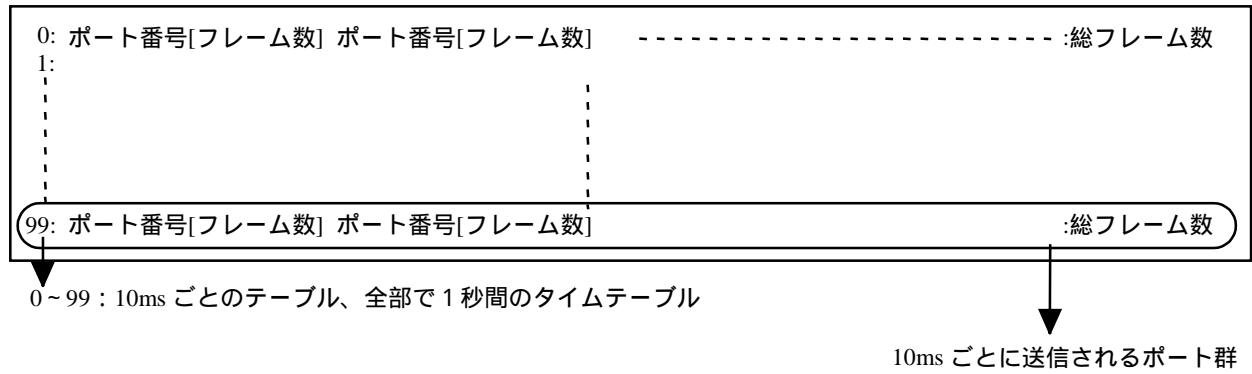 0: ポート番号[フレーム数] ポート番号[フレーム数] - - - - - - - - - - - - - - - - - - - - - - - :総フレーム数
1:
99: ポート番号[フレーム数] ポート番号[フレーム数] :総フレーム数
0~99：10ms ごとのテーブル、全部で１秒間のタイムテーブル
10ms ごとに送信されるポート群